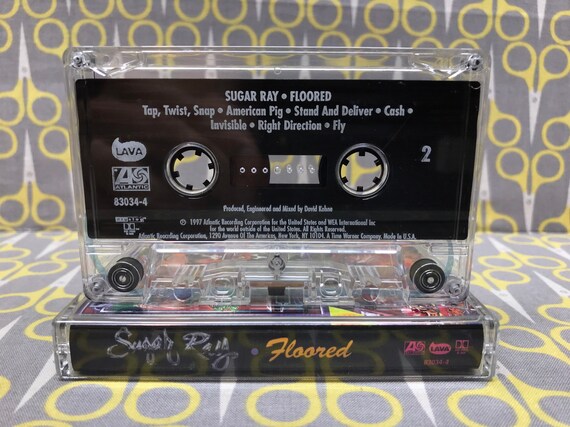 SUGAR RAY • FLOORED
Tap, Twist, Snap • American Pig • Stand And Deliver • Cash •
Invisible • Right Direction • Fly
2
LAVA
ATLANTIC
83034-4
Produced, Engineered and Mixed by David Kahne
℗ © 1997 Atlantic Recording Corporation for the United States and WEA International Inc
for the world outside of the United States. All Rights Reserved.
Atlantic Recording Corporation, 1290 Avenue Of The Americas, New York, NY 10104. A Time Warner Company. Made in U.S.A.
Sugar Ray • Floored
LAVA
83034-4